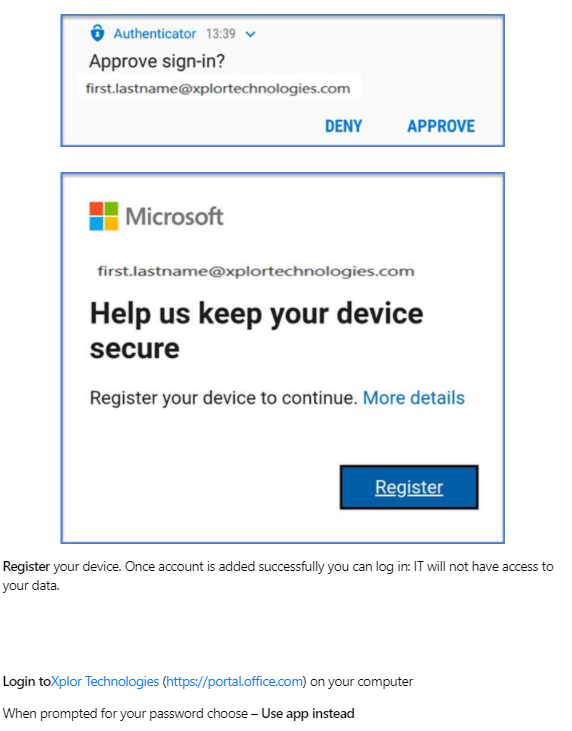 Authenticator 13:39
Approve sign-in?
first.lastname@xplortechnologies.com
DENY APPROVE
Microsoft
first.lastname@xplortechnologies.com
Help us keep your device
secure
Register your device to continue. More details
Register
Register your device. Once account is added successfully you can log in: IT will not have access to
your data.
Login toXplor Technologies (https://portal.office.com) on your computer
When prompted for your password choose – Use app instead